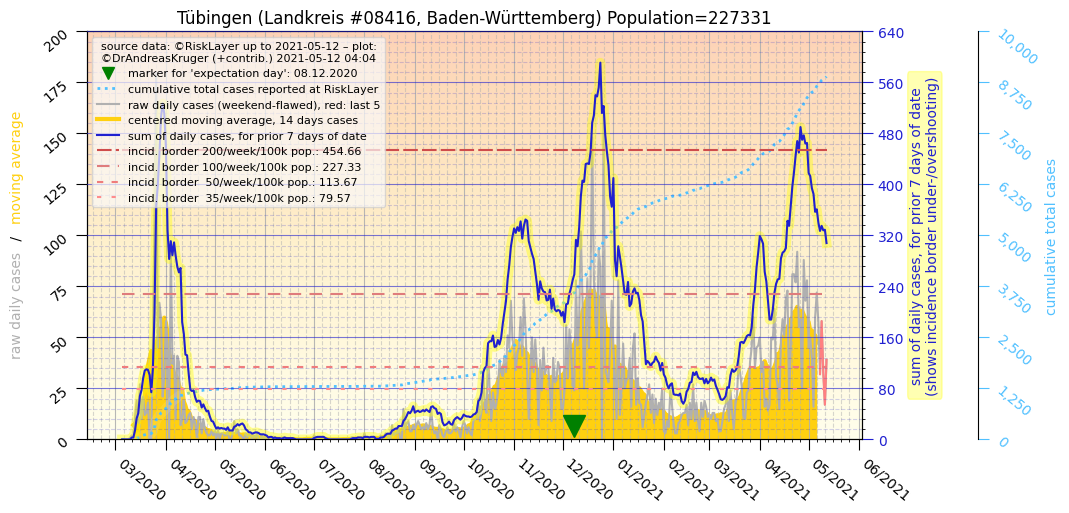 Tübingen (Landkreis #08416, Baden-Württemberg) Population=227331
source data: ©RiskLayer up to 2021-05-12 – plot:
©DrAndreasKruger (+contrib.) 2021-05-12 04:04
marker for 'expectation day': 08.12.2020
cumulative total cases reported at RiskLayer
raw daily cases (weekend-flawed), red: last 5
centered moving average, 14 days cases
sum of daily cases, for prior 7 days of date
incid. border 200/week/100k pop.: 454.66
incid. border 100/week/100k pop.: 227.33
incid. border  50/week/100k pop.: 113.67
incid. border  35/week/100k pop.: 79.57
raw daily cases / moving average
200
175
150
125
100
75
50
25
0
03/2020
04/2020
05/2020
06/2020
07/2020
08/2020
09/2020
10/2020
11/2020
12/2020
01/2021
02/2021
03/2021
04/2021
05/2021
06/2021
640
560
480
400
320
240
160
80
0
sum of daily cases, for prior 7 days of date
(shows incidence border under-/overshooting)
10,000
8,750
7,500
6,250
5,000
3,750
2,500
1,250
0
cumulative total cases